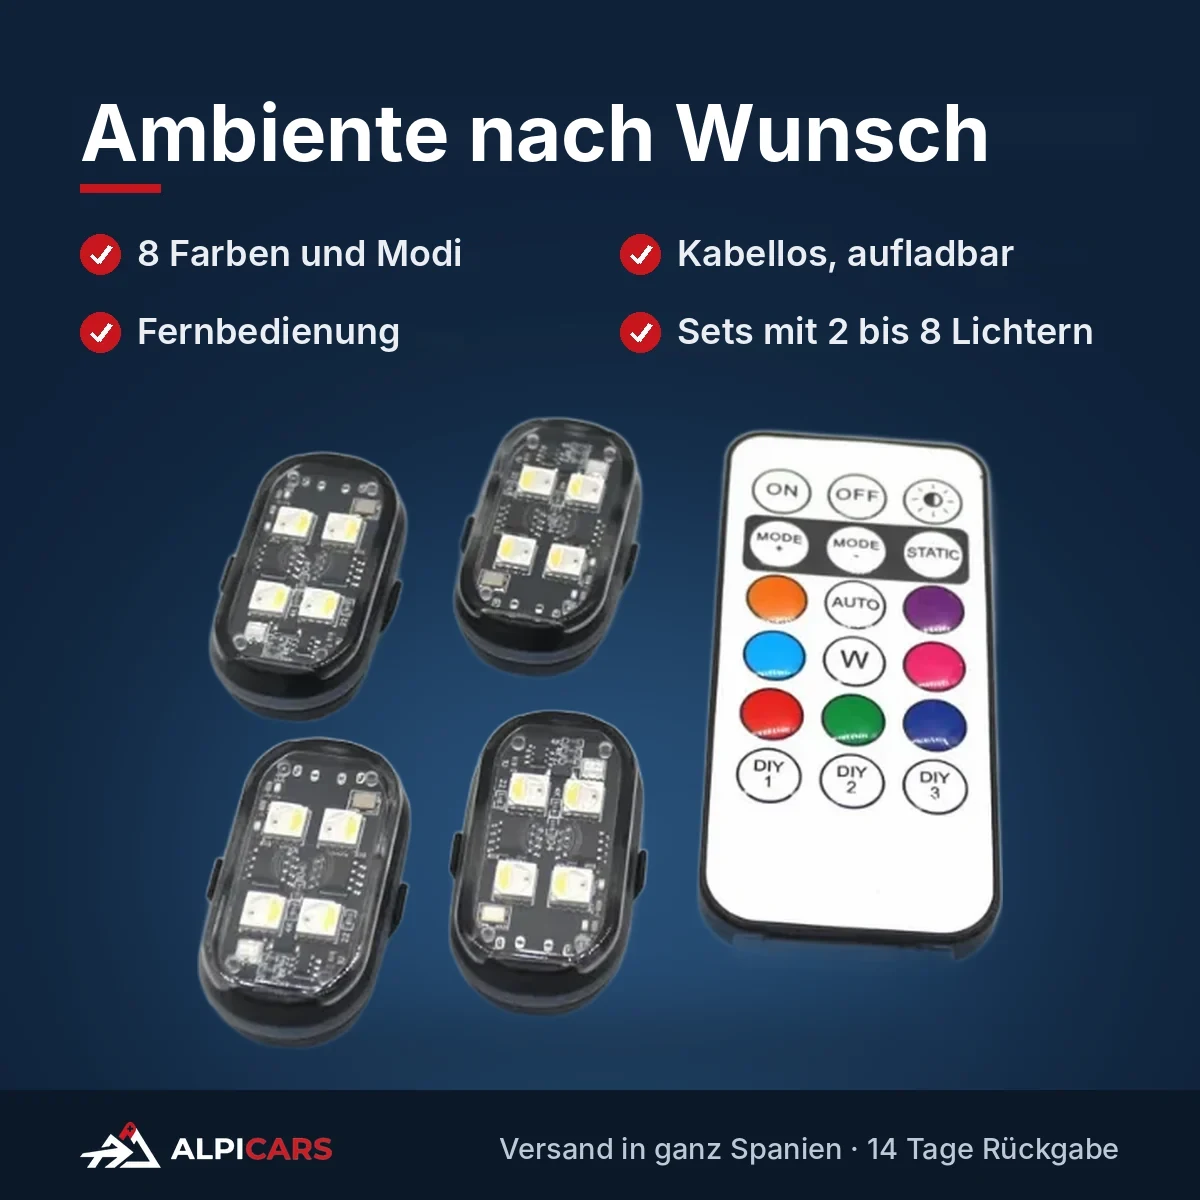 Ambiente nach Wunsch
8 Farben und Modi
Kabellos, aufladbar
Fernbedienung
Sets mit 2 bis 8 Lichtern
ON
OFF
MODE +
MODE -
STATIC
AUTO
W
DIY 1
DIY 2
DIY 3
ALPICARS
Versand in ganz Spanien · 14 Tage Rückgabe